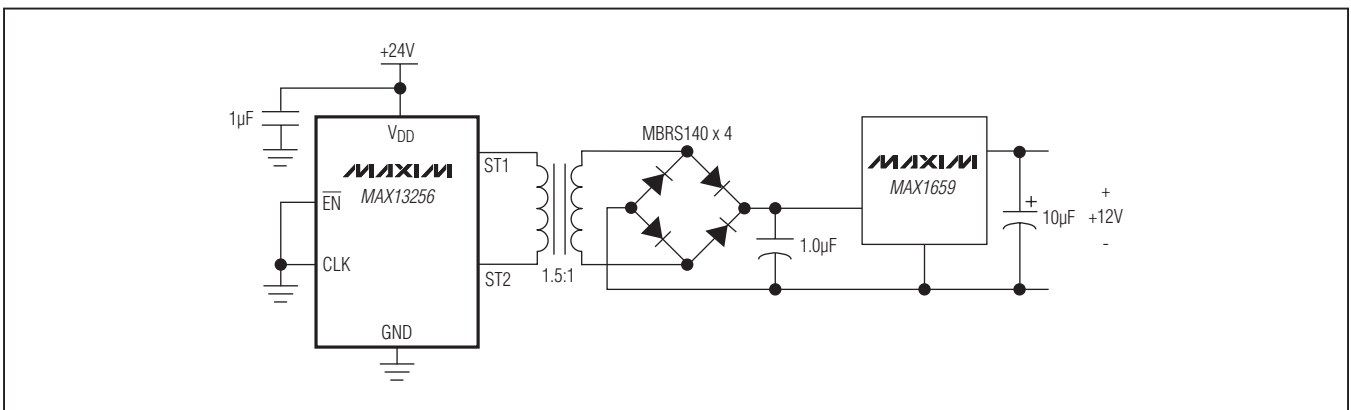 +24V
1µF
VDD
MAXIM
MAX13256
EN
CLK
GND
ST1
ST2
1.5:1
MBRS140 x 4
1.0µF
MAXIM
MAX1659
+
10µF
+
+12V
-